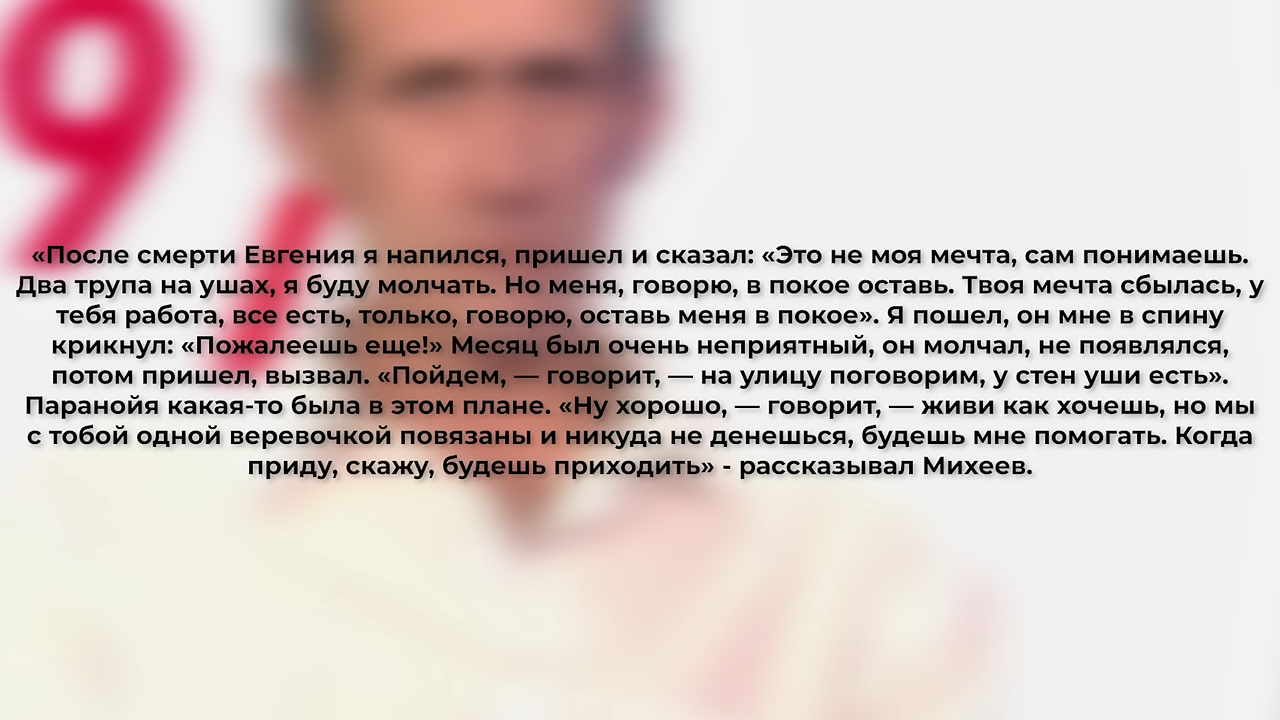 9
«После смерти Евгения я напился, пришел и сказал: «Это не моя мечта, сам понимаешь.
Два трупа на ушах, я буду молчать. Но меня, говорю, в покое оставь. Твоя мечта сбылась, у
тебя работа, все есть, только, говорю, оставь меня в покое». Я пошел, он мне в спину
крикнул: «Пожалеешь еще!» Месяц был очень неприятный, он молчал, не появлялся,
потом пришел, вызвал. «Пойдем, — говорит, — на улицу поговорим, у стен уши есть».
Паранойя какая-то была в этом плане. «Ну хорошо, — говорит, — живи как хочешь, но мы
с тобой одной веревочкой повязаны и никуда не денешься, будешь мне помогать. Когда
приду, скажу, будешь приходить» - рассказывал Михеев.